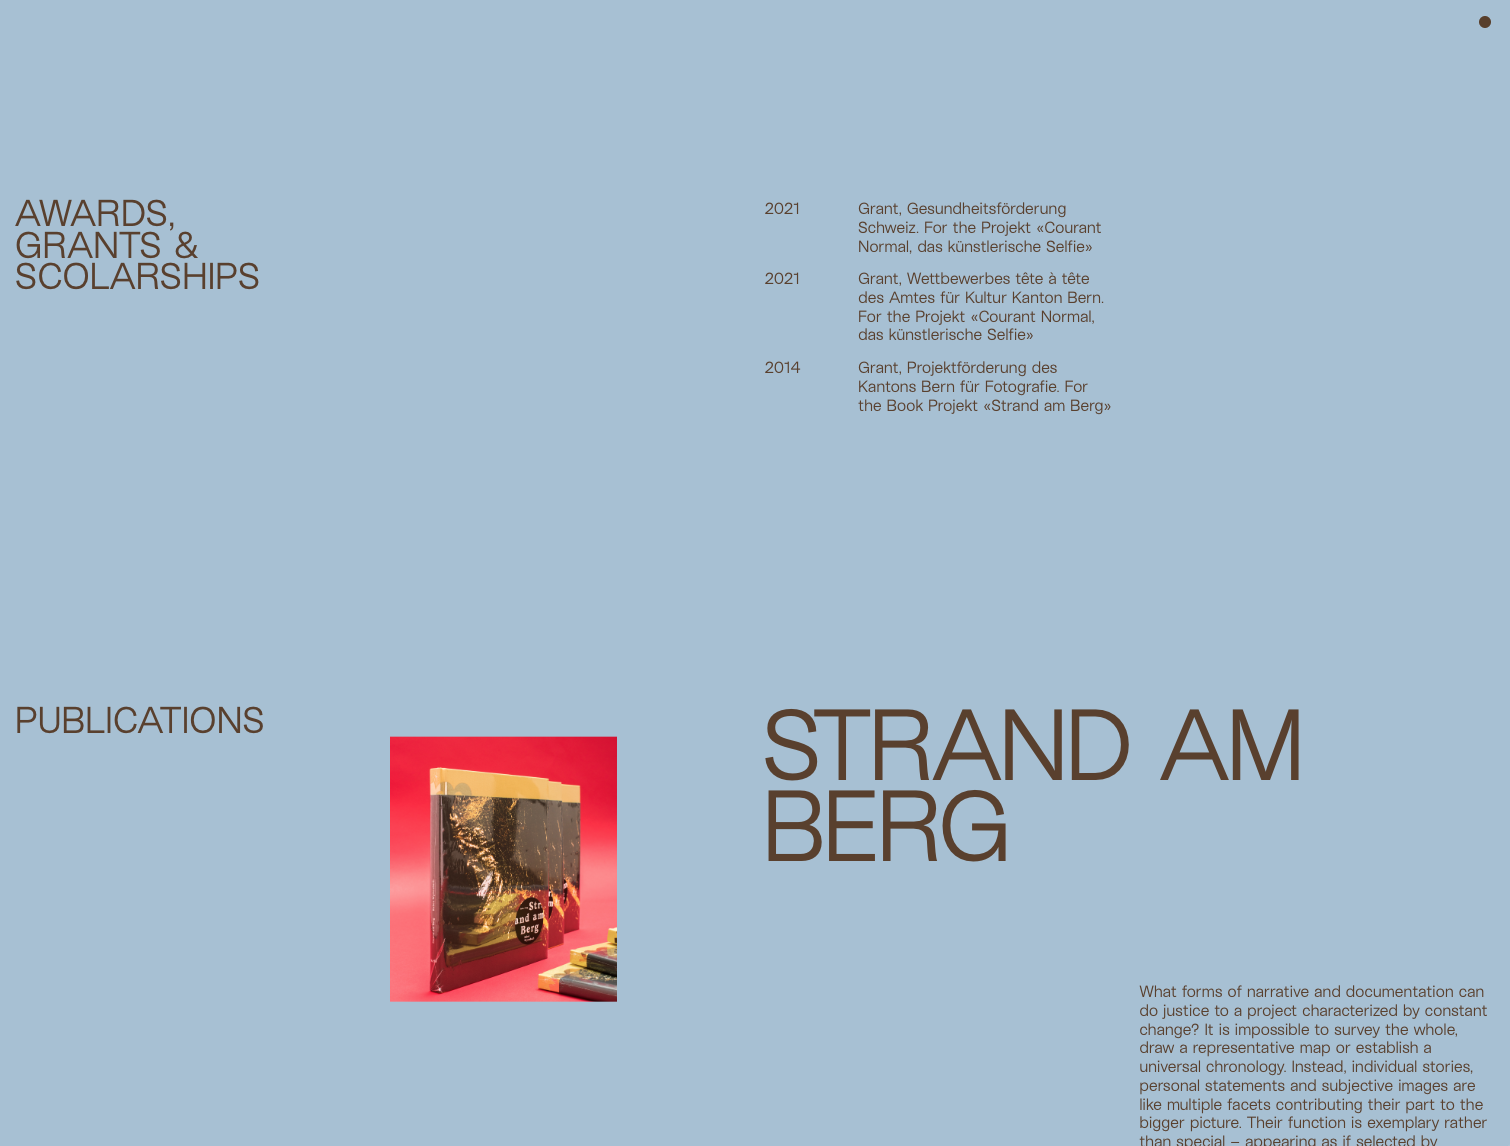 AWARDS,
GRANTS &
SCOLARSHIPS
2021
Grant, Gesundheitsförderung
Schweiz. For the Projekt «Courant
Normal, das künstlerische Selfie»
2021
Grant, Wettbewerbes tête à tête
des Amtes für Kultur Kanton Bern.
For the Projekt «Courant Normal,
das künstlerische Selfie»
2014
Grant, Projektförderung des
Kantons Bern für Fotografie. For
the Book Projekt «Strand am Berg»
PUBLICATIONS
Str
and am
Berg
STRAND AM
BERG
What forms of narrative and documentation can
do justice to a project characterized by constant
change? It is impossible to survey the whole,
draw a representative map or establish a
universal chronology. Instead, individual stories,
personal statements and subjective images are
like multiple facets contributing their part to the
bigger picture. Their function is exemplary rather
than special – appearing as if selected by